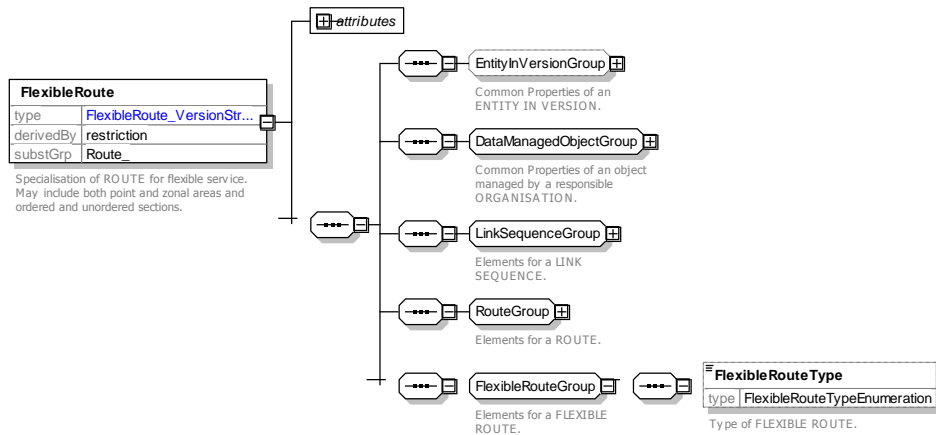 attributes
FlexibleRoute
type FlexibleRoute_VersionStr...
derivedBy restriction
substGrp Route_
Specialisation of ROUTE for flexible service.
May include both point and zonal areas and
ordered and unordered sections.
EntityInVersionGroup
Common Properties of an
ENTITY IN VERSION.
DataManagedObjectGroup
Common Properties of an object
managed by a responsible
ORGANISATION.
LinkSequenceGroup
Elements for a LINK
SEQUENCE.
RouteGroup
Elements for a ROUTE.
FlexibleRouteGroup
Elements for a FLEXIBLE
ROUTE.
FlexibleRouteType
type FlexibleRouteTypeEnumeration
Type of FLEXIBLE ROUTE.